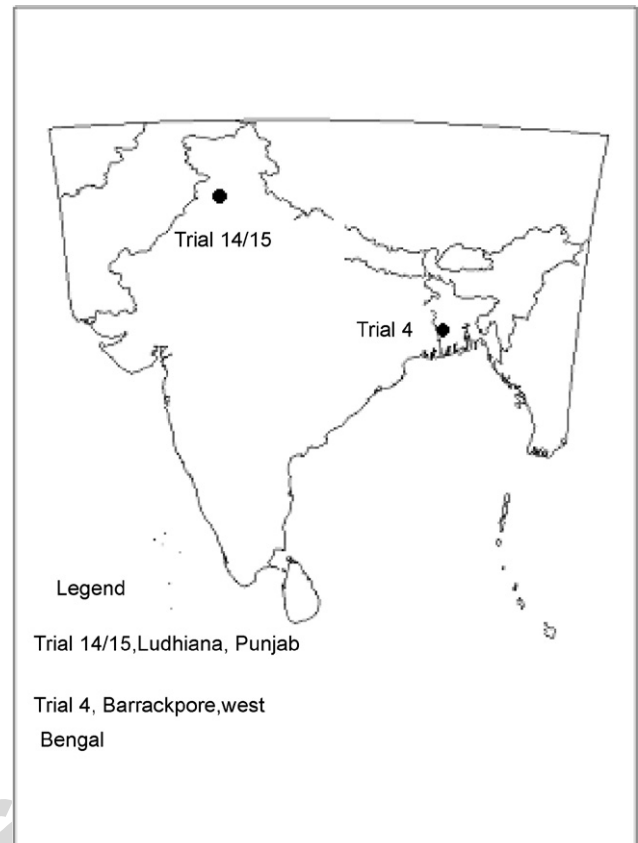 Trial 14/15
Trial 4
Legend
Trial 14/15,Ludhiana, Punjab
Trial 4, Barrackpore,west
Bengal